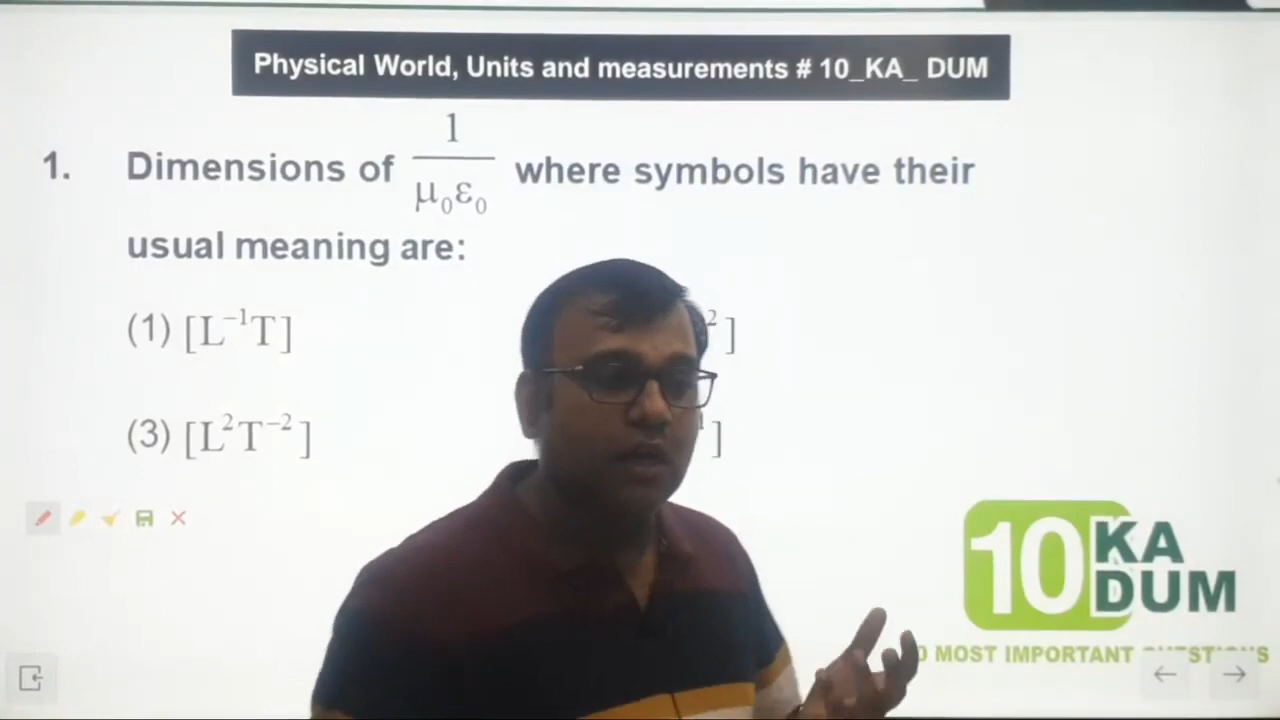 Physical World, Units and measurements # 10_KA_ DUM
1. Dimensions of 1/μ₀ε₀ where symbols have their
usual meaning are:
(1) [L⁻¹T]
²]
(3) [L²T⁻²]
]
10 KA
DUM
MOST IMPORTANT